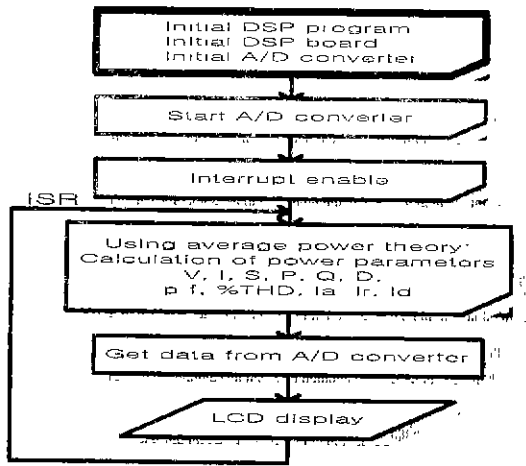 Initial DSP program
Initial DSP board
Initial A/D converter
Start A/D converter
Interrupt enable
ISR
Using average power theory:
Calculation of power parametors
V, I, S, P, Q, D,
p f, %THD, Ia Ir, Id
Get data from A/D converter
LCD display